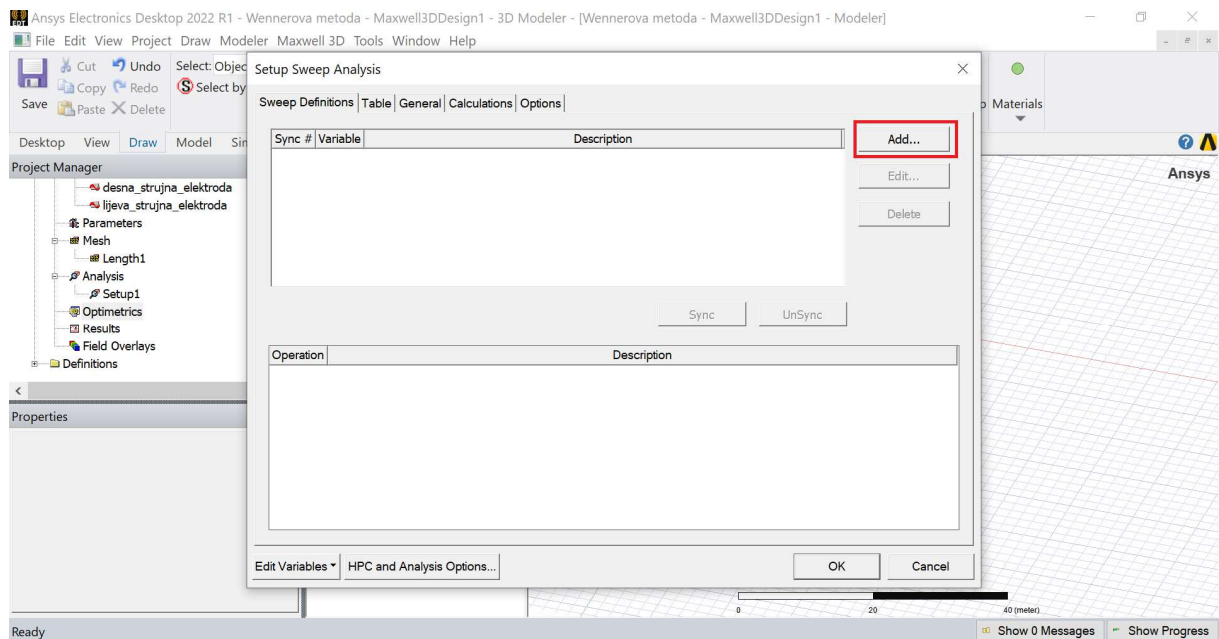 Ansys Electronics Desktop 2022 R1 - Wennerova metoda - Maxwell3DDesign1 - 3D Modeler - [Wennerova metoda - Maxwell3DDesign1 - Modeler]
File Edit View Project Draw Modeler Maxwell 3D Tools Window Help
Save
Cut
Copy
Paste
Undo
Redo
Delete
Select: Objec
Select by
Materials
Desktop View Draw Model
Project Manager
desna_strujna_elektroda
lijeva_strujna_elektroda
Parameters
Mesh
Length1
Analysis
Setup1
Optimetrics
Results
Field Overlays
Definitions
Properties
Setup Sweep Analysis
Sweep Definitions Table General Calculations Options
Sync # Variable Description
Add...
Edit...
Delete
Sync UnSync
Operation Description
Edit Variables HPC and Analysis Options...
OK Cancel
Ansys
0 20 40 (meter)
Ready
Show 0 Messages Show Progress